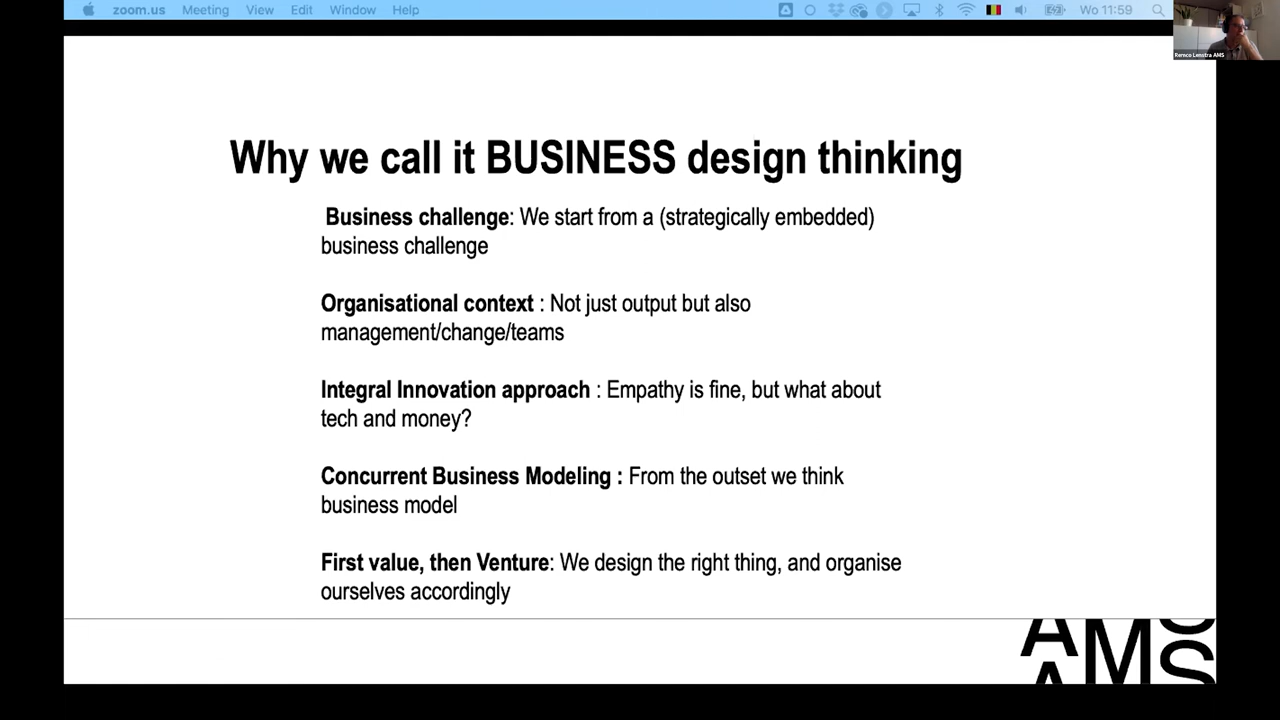 zoom.us Meeting View Edit Window Help Wo 11:59
Remco Lenstra AMS
Why we call it BUSINESS design thinking
Business challenge: We start from a (strategically embedded)
business challenge
Organisational context : Not just output but also
management/change/teams
Integral Innovation approach : Empathy is fine, but what about
tech and money?
Concurrent Business Modeling : From the outset we think
business model
First value, then Venture: We design the right thing, and organise
ourselves accordingly
AMS